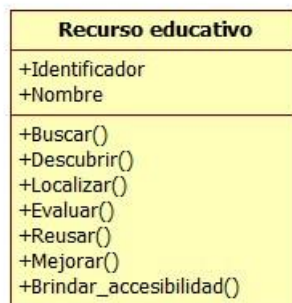 Recurso educativo
+Identificador
+Nombre
+Buscar()
+Descubrir()
+Localizar()
+Evaluar()
+Reusar()
+Mejorar()
+Brindar_accesibilidad()